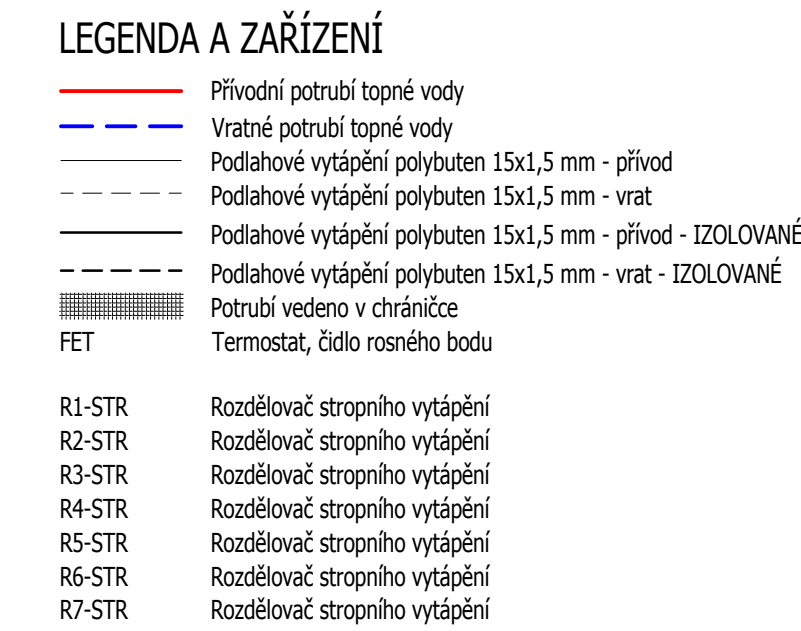 LEGENDA A ZAŘÍZENÍ
Přívodní potrubí topné vody
Vratné potrubí topné vody
Podlahové vytápění polybuten 15x1,5 mm - přívod
Podlahové vytápění polybuten 15x1,5 mm - vrat
Podlahové vytápění polybuten 15x1,5 mm - přívod - IZOLOVANÉ
Podlahové vytápění polybuten 15x1,5 mm - vrat - IZOLOVANÉ
Potrubí vedeno v chráničce
FET Termostat, čidlo rosného bodu
R1-STR Rozdělovač stropního vytápění
R2-STR Rozdělovač stropního vytápění
R3-STR Rozdělovač stropního vytápění
R4-STR Rozdělovač stropního vytápění
R5-STR Rozdělovač stropního vytápění
R6-STR Rozdělovač stropního vytápění
R7-STR Rozdělovač stropního vytápění